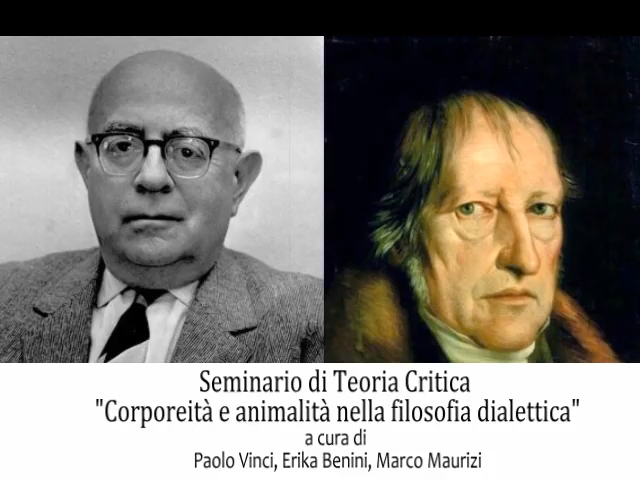 Seminario di Teoria Critica
"Corporeità e animalità nella filosofia dialettica"
a cura di
Paolo Vinci, Erika Benini, Marco Maurizi